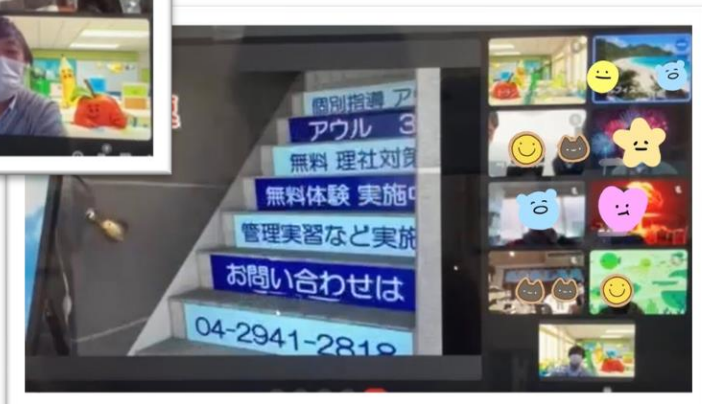 個別指導 ア
アウル 3
無料 理社対策
無料体験 実施中
管理実習など実施
お問い合わせは
04-2941-2818